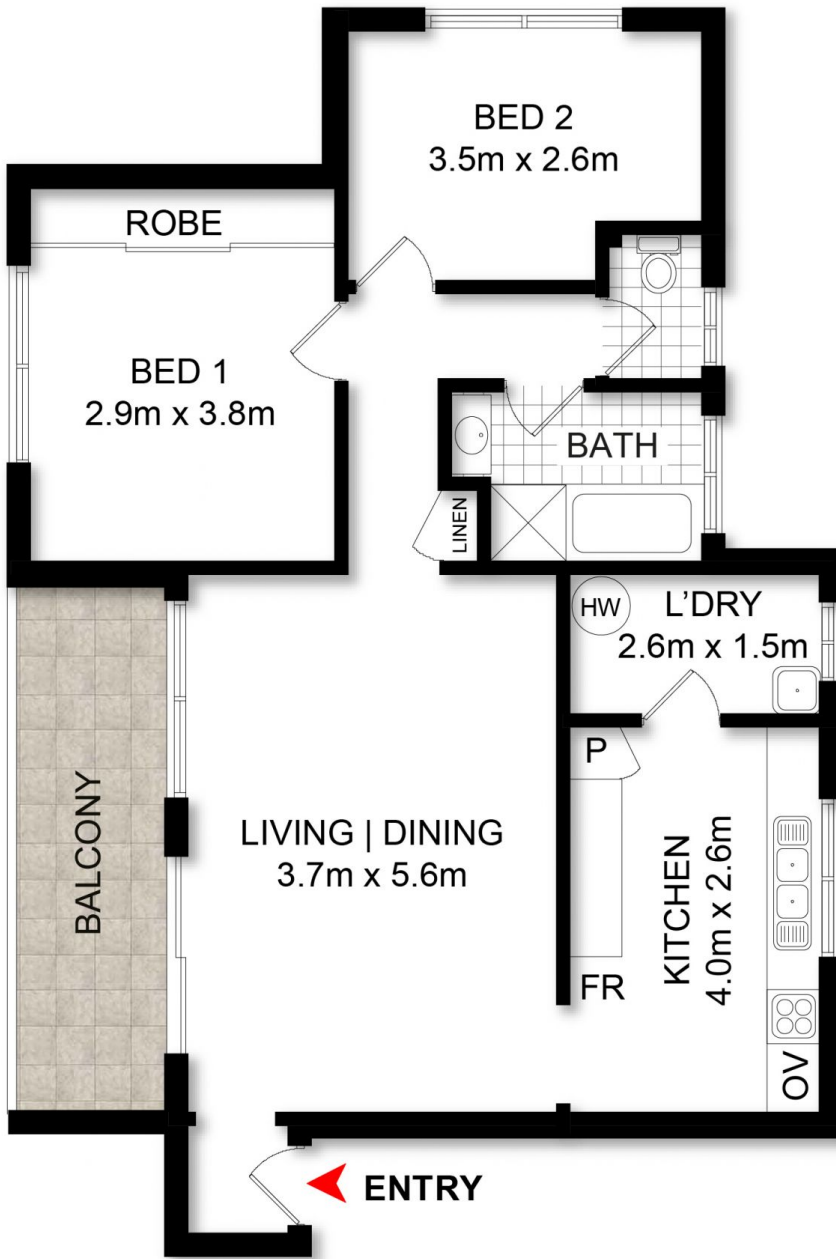 BED 2
3.5m x 2.6m
ROBE
BED 1
2.9m x 3.8m
BATH
LINEN
HW
L'DRY
2.6m x 1.5m
P
BALCONY
LIVING | DINING
3.7m x 5.6m
KITCHEN
4.0m x 2.6m
FR
OV
ENTRY